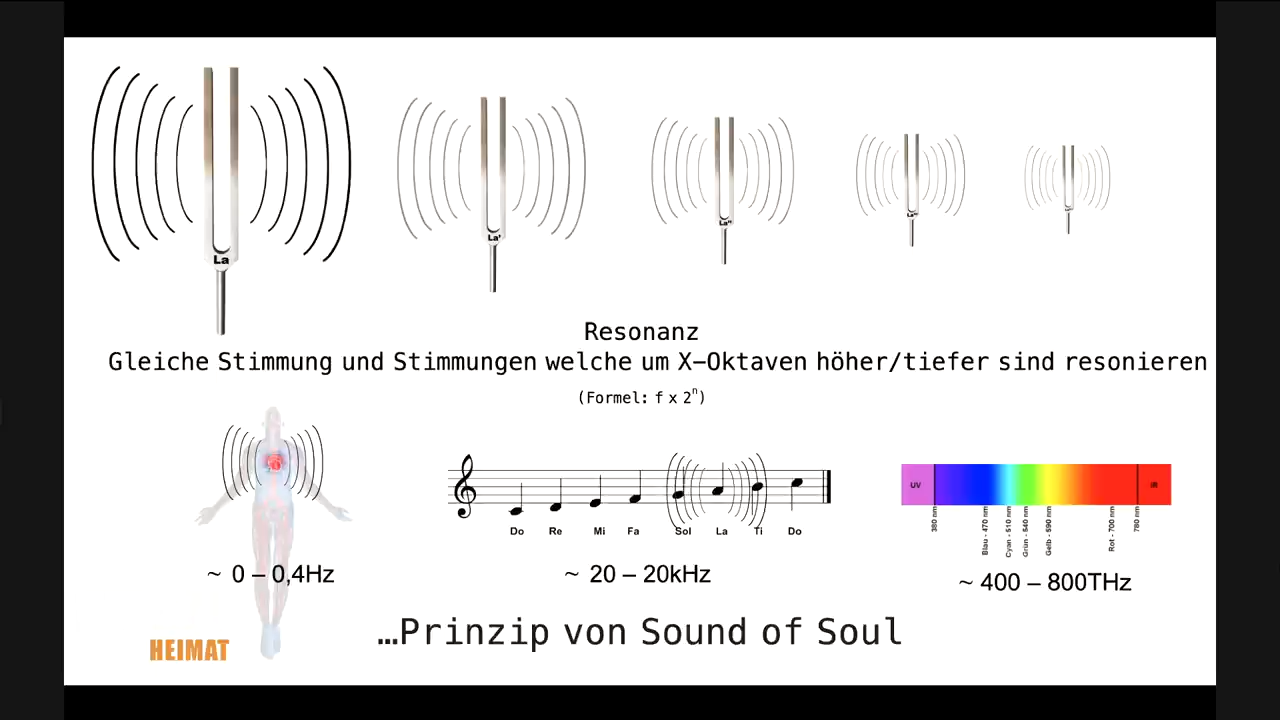 La
La'
La''
Resonanz
Gleiche Stimmung und Stimmungen welche um X-Oktaven höher/tiefer sind resonieren
(Formel: f x 2ⁿ)
Do Re Mi Fa Sol La Ti Do
UV
IR
380 nm
Blau - 470 nm
Cyan - 510 nm
Grün - 540 nm
Gelb - 590 nm
Rot - 700 nm
780 nm
~ 0 – 0,4Hz
~ 20 – 20kHz
~ 400 – 800THz
…Prinzip von Sound of Soul
HEIMAT